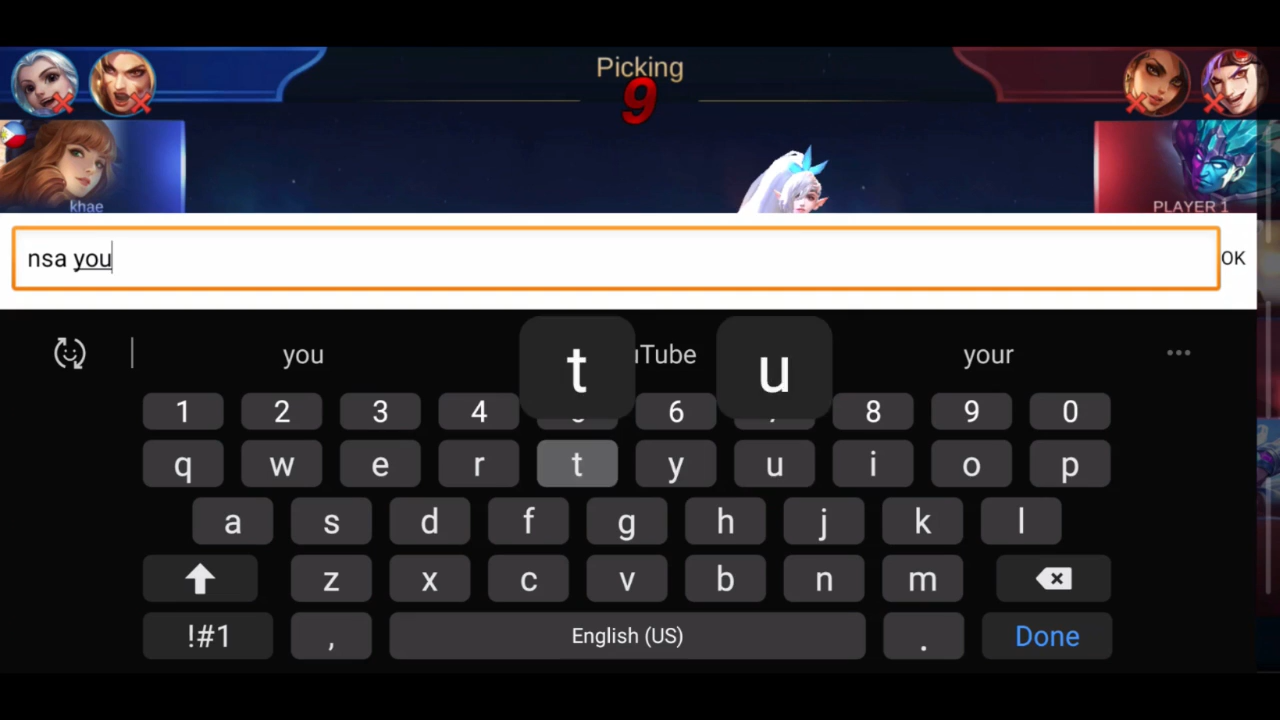 Picking
9
khae
PLAYER 1
nsa you
OK
you
uTube
your
t
u
1 2 3 4 6 8 9 0
q w e r t y u i o p
a s d f g h j k l
z x c v b n m
!#1 , English (US) . Done